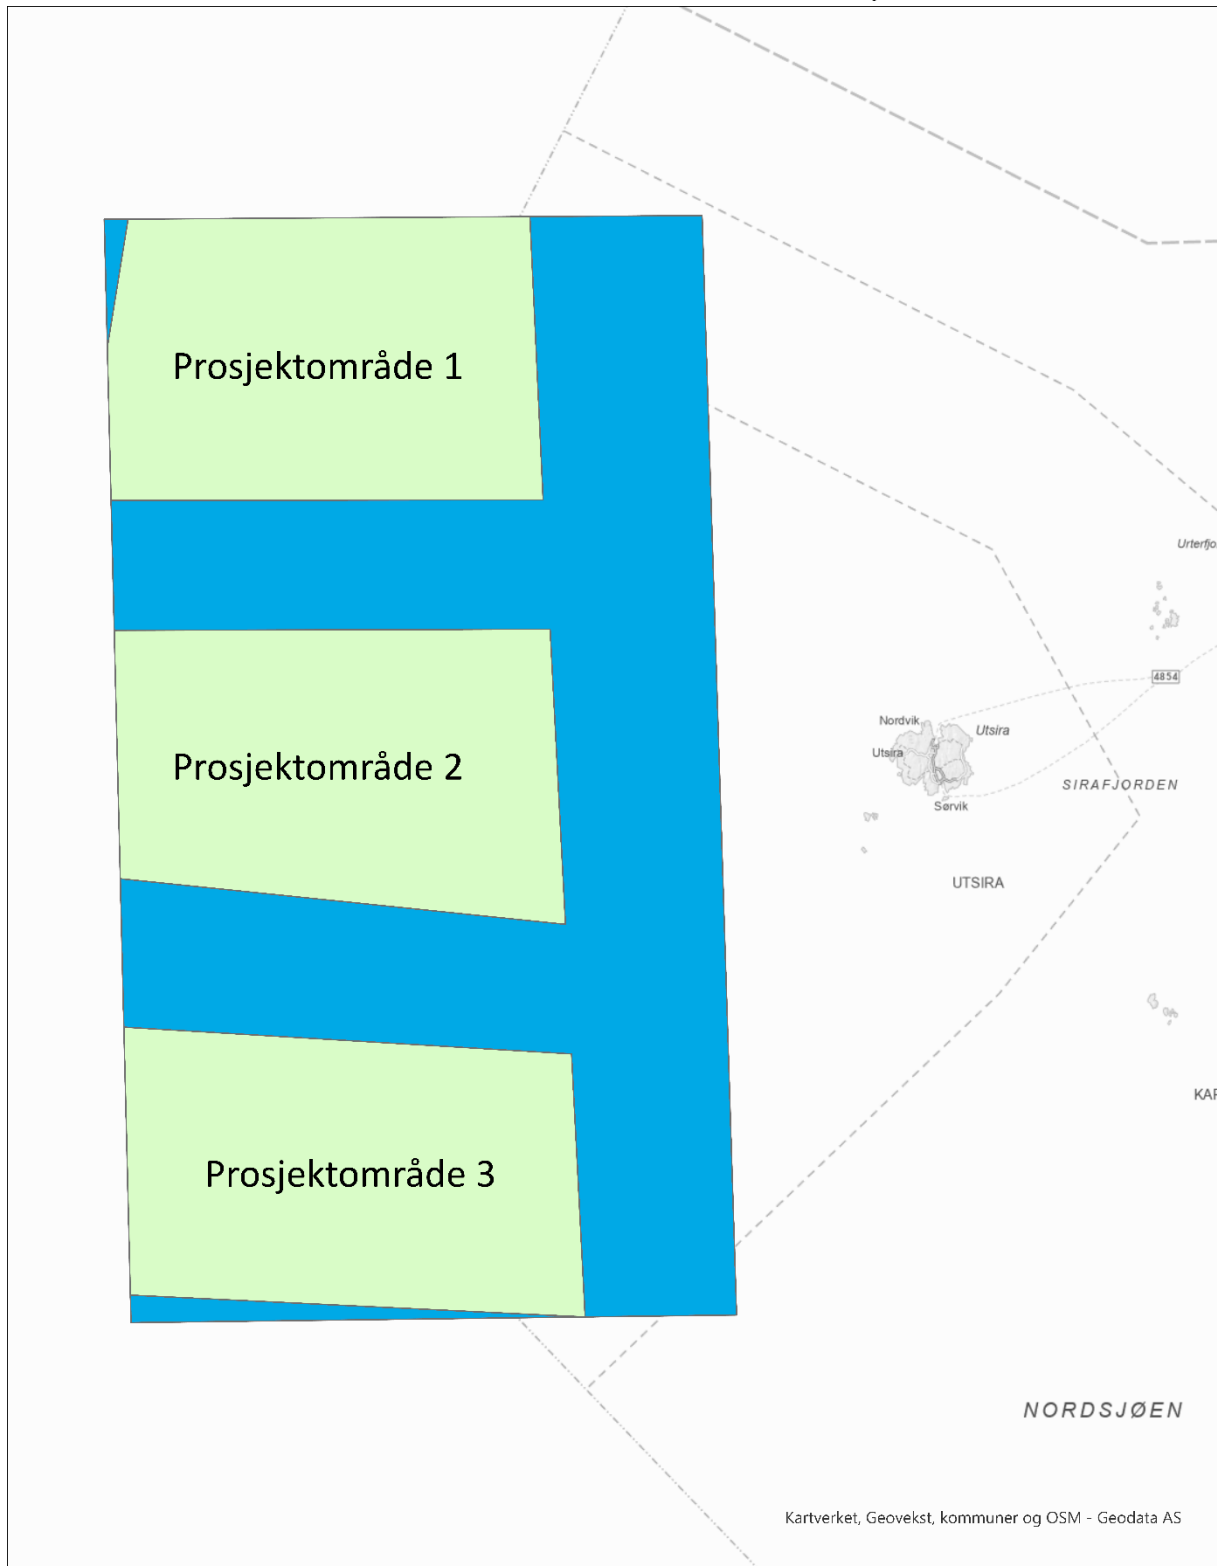 Prosjektområde 1
Urterfjo
4854
Nordvik
Utsira
Utsira
Prosjektområde 2
SIRAFJORDEN
Sørvik
UTSIRA
KAR
Prosjektområde 3
NORDSJØEN
Kartverket, Geovekst, kommuner og OSM - Geodata AS